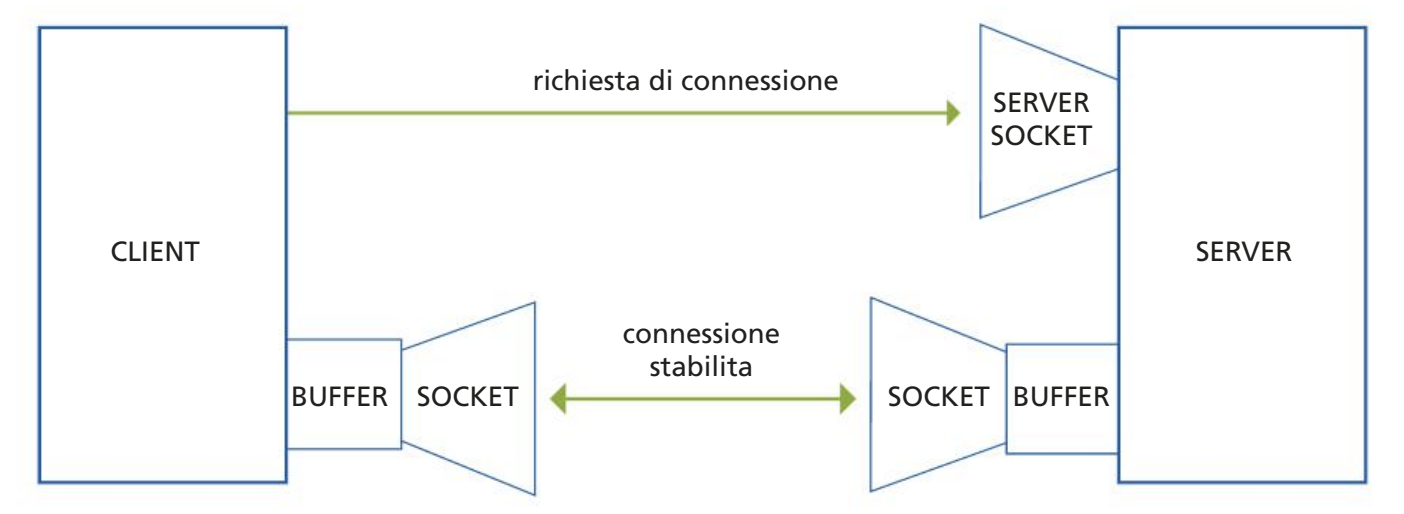 richiesta di connessione
SERVER
SOCKET
CLIENT
SERVER
connessione
stabilita
BUFFER
SOCKET
SOCKET
BUFFER